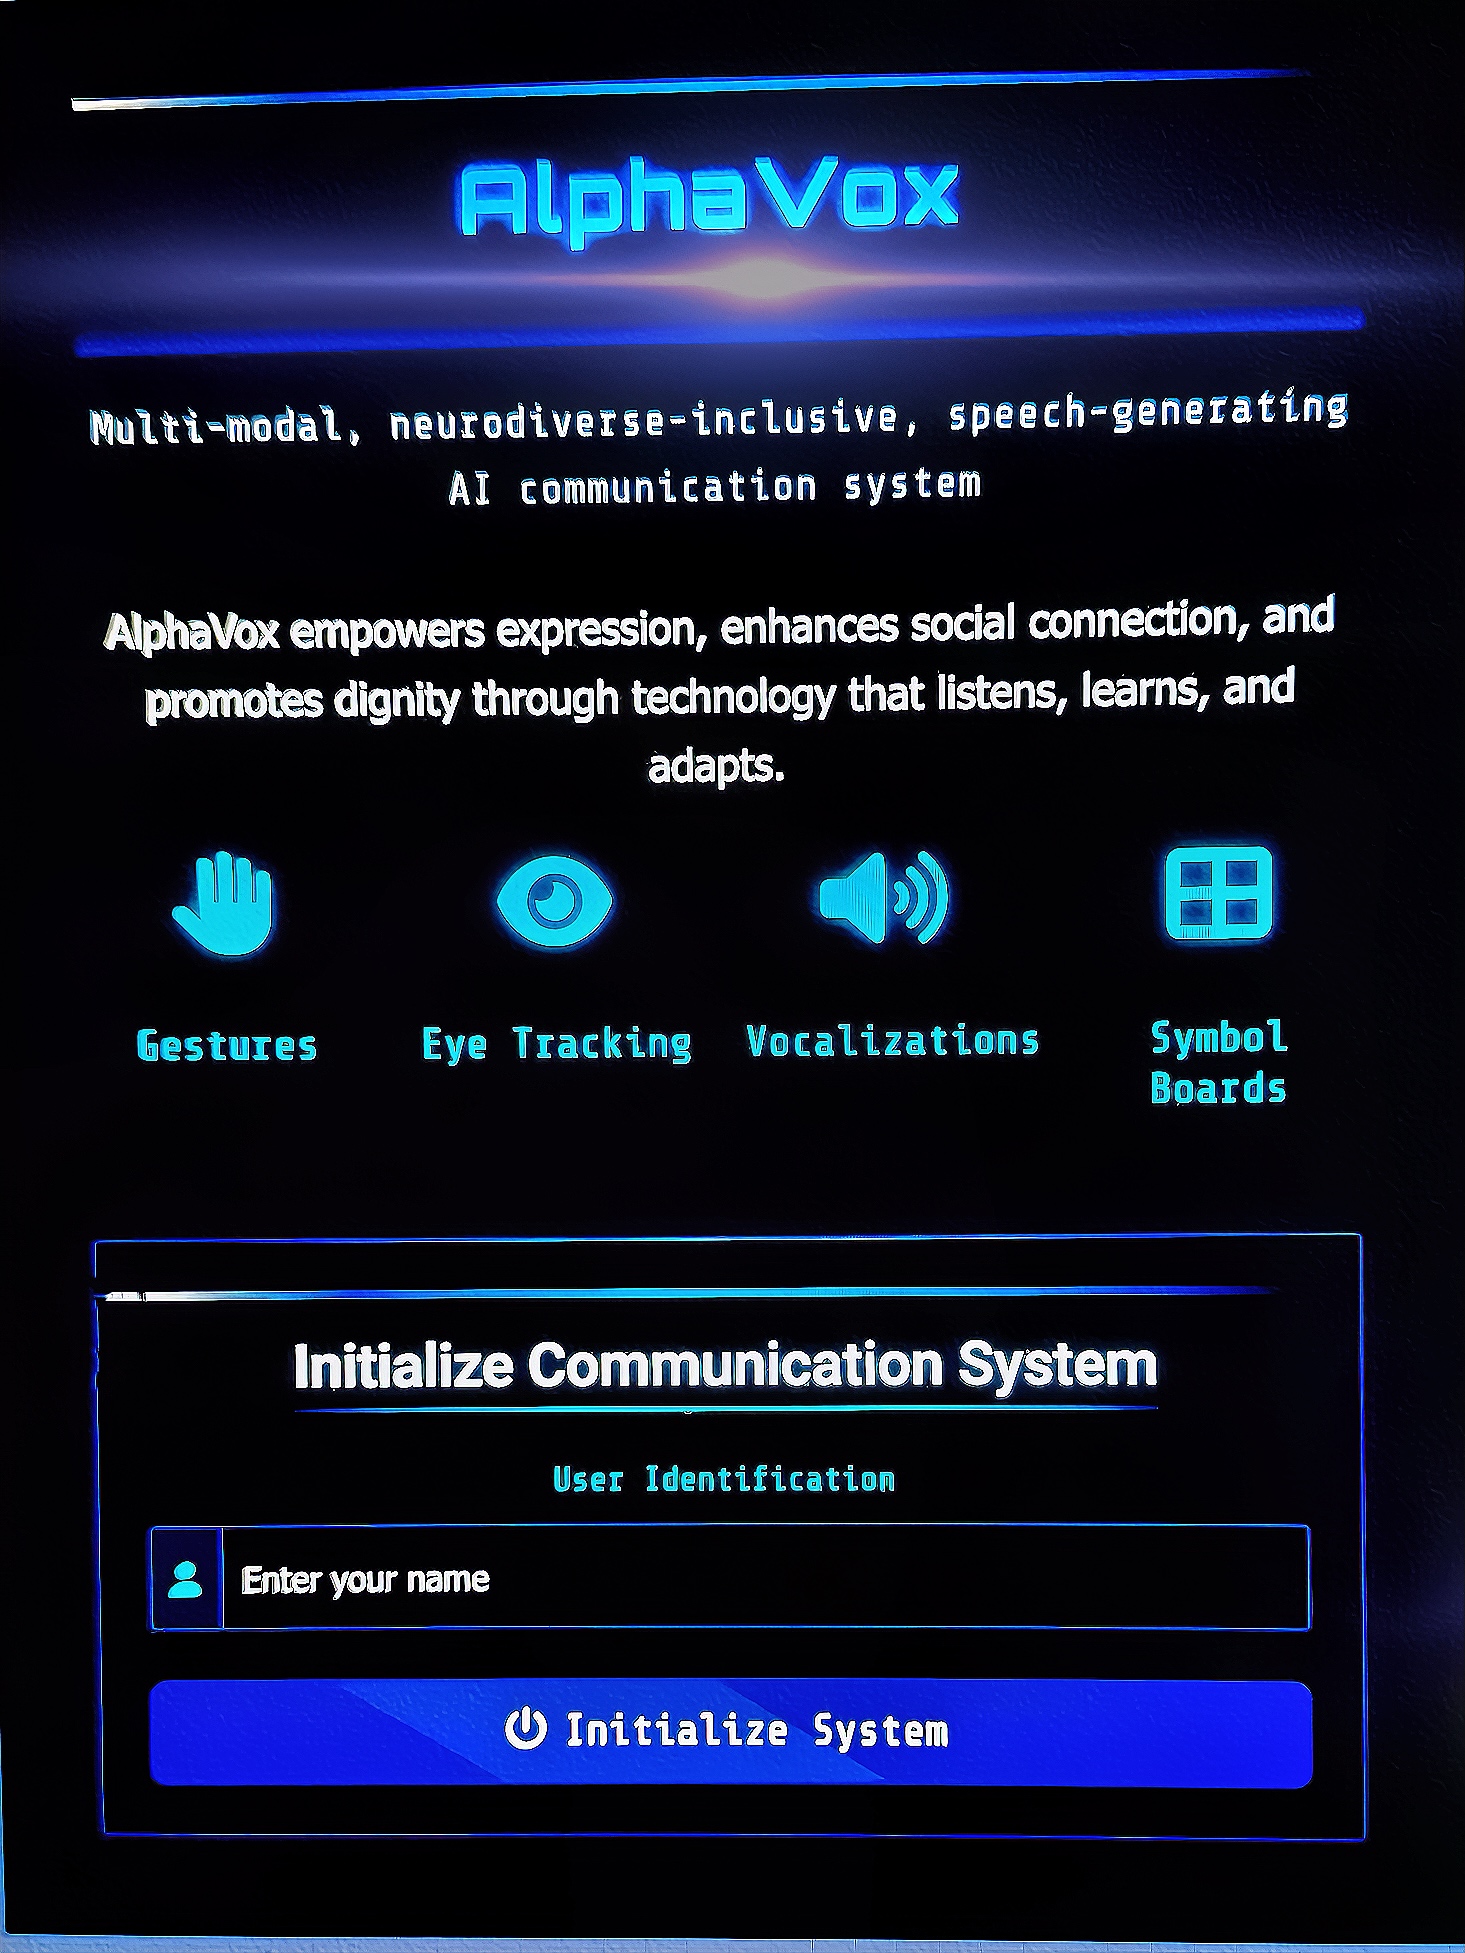 AlphaVox
Multi-modal, neurodiverse-inclusive, speech-generating
AI communication system
AlphaVox empowers expression, enhances social connection, and
promotes dignity through technology that listens, learns, and
adapts.
Gestures
Eye Tracking
Vocalizations
Symbol
Boards
Initialize Communication System
User Identification
Enter your name
Initialize System